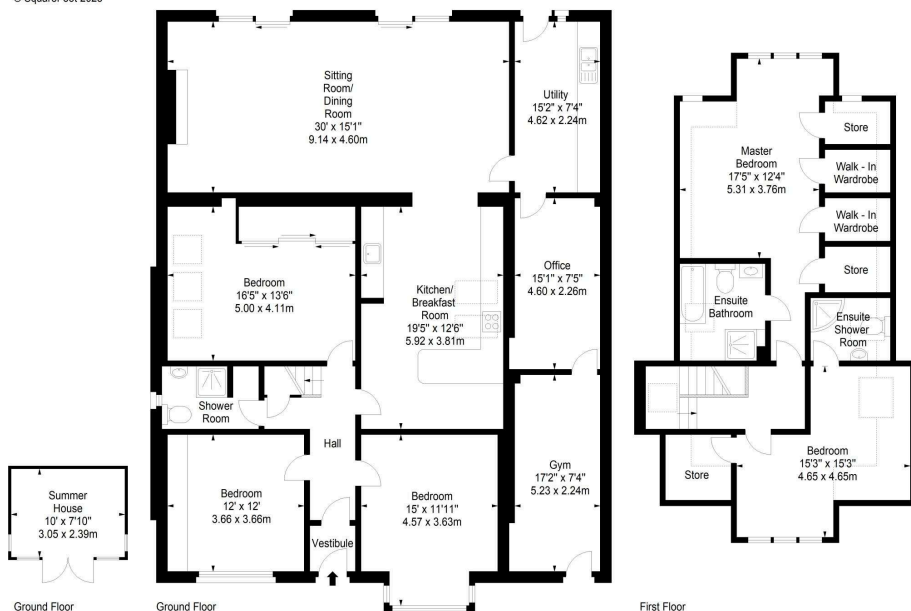 © SquareFoot 2025
Sitting
Room/
Dining
Room
30' x 15'1"
9.14 x 4.60m
Utility
15'2" x 7'4"
4.62 x 2.24m
Bedroom
16'5" x 13'6"
5.00 x 4.11m
Kitchen/
Breakfast
Room
19'5" x 12'6"
5.92 x 3.81m
Office
15'1" x 7'5"
4.60 x 2.26m
Shower
Room
Hall
Gym
17'2" x 7'4"
5.23 x 2.24m
Bedroom
12' x 12'
3.66 x 3.66m
Bedroom
15' x 11'11"
4.57 x 3.63m
Vestibule
Summer
House
10' x 7'10"
3.05 x 2.39m
Master
Bedroom
17'5" x 12'4"
5.31 x 3.76m
Store
Walk - In
Wardrobe
Walk - In
Wardrobe
Store
Ensuite
Bathroom
Ensuite
Shower
Room
Store
Bedroom
15'3" x 15'3"
4.65 x 4.65m
Ground Floor
Ground Floor
First Floor